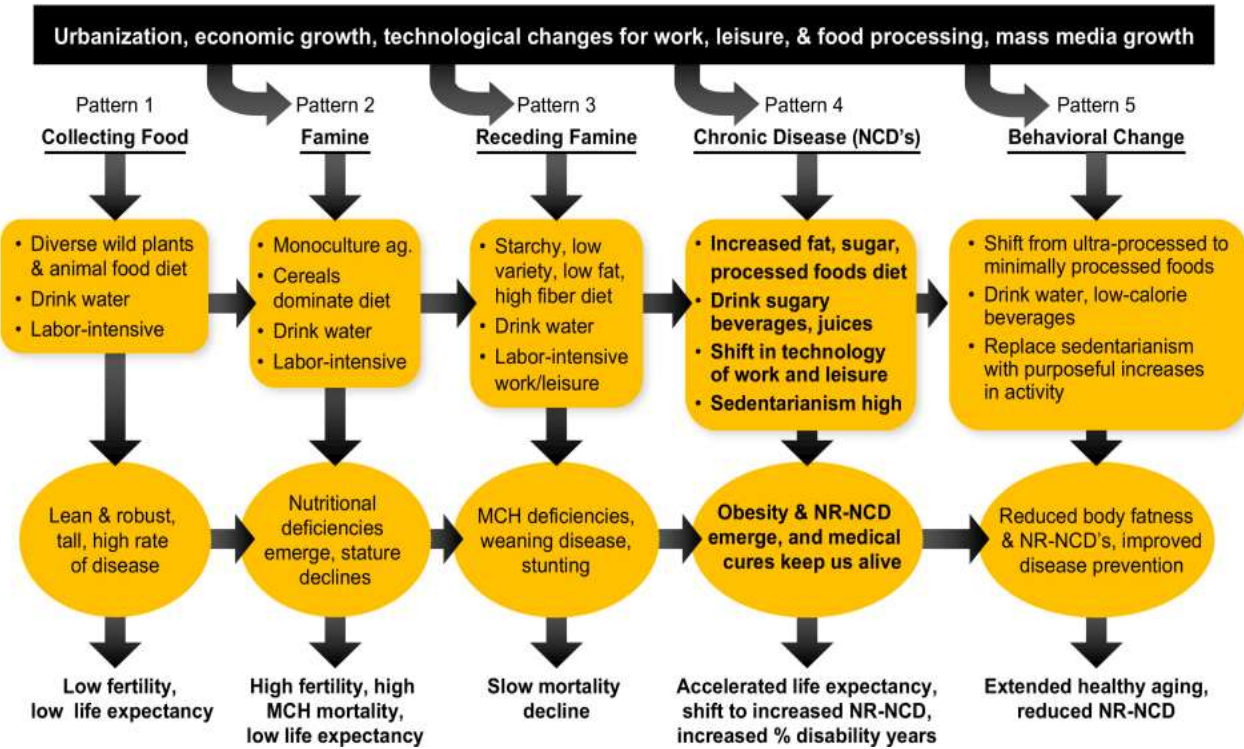 Urbanization, economic growth, technological changes for work, leisure, & food processing, mass media growth
Pattern 1
Collecting Food
• Diverse wild plants
& animal food diet
• Drink water
• Labor-intensive
Lean & robust,
tall, high rate
of disease
Low fertility,
low life expectancy
Pattern 2
Famine
• Monoculture ag.
• Cereals
dominate diet
• Drink water
• Labor-intensive
Nutritional
deficiencies
emerge, stature
declines
High fertility, high
MCH mortality,
low life expectancy
Pattern 3
Receding Famine
• Starchy, low
variety, low fat,
high fiber diet
• Drink water
• Labor-intensive
work/leisure
MCH deficiencies,
weaning disease,
stunting
Slow mortality
decline
Pattern 4
Chronic Disease (NCD's)
• Increased fat, sugar,
processed foods diet
• Drink sugary
beverages, juices
• Shift in technology
of work and leisure
• Sedentarianism high
Obesity & NR-NCD
emerge, and medical
cures keep us alive
Accelerated life expectancy,
shift to increased NR-NCD,
increased % disability years
Pattern 5
Behavioral Change
• Shift from ultra-processed to
minimally processed foods
• Drink water, low-calorie
beverages
• Replace sedentarianism
with purposeful increases
in activity
Reduced body fatness
& NR-NCD's, improved
disease prevention
Extended healthy aging,
reduced NR-NCD